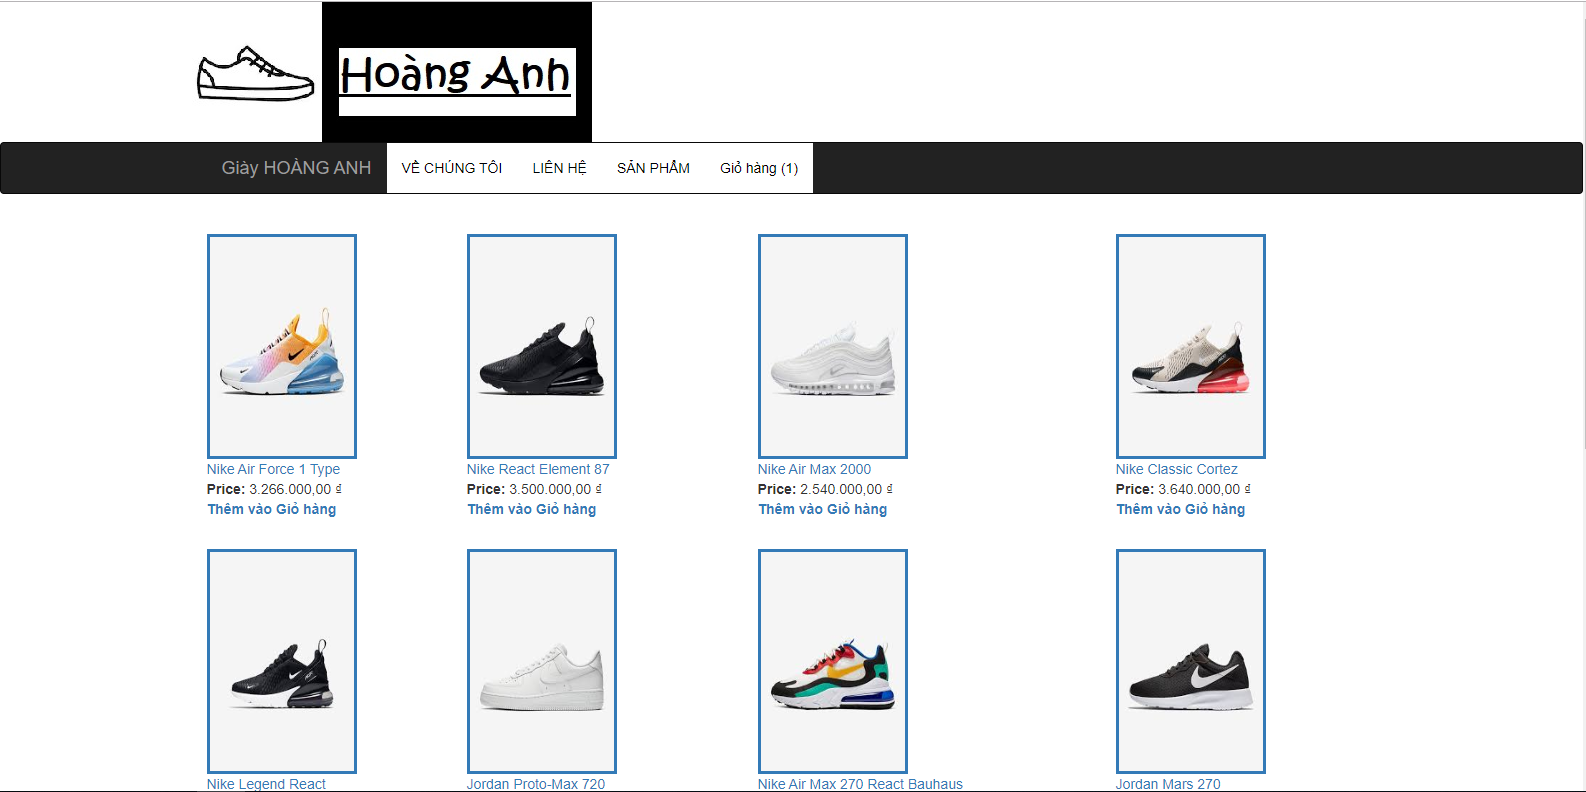 Hoàng Anh
Giày HOÀNG ANH VỀ CHÚNG TÔI LIÊN HỆ SẢN PHẨM Giỏ hàng (1)
Nike Air Force 1 Type
Price: 3.266.000,00 ₫
Thêm vào Giỏ hàng
Nike React Element 87
Price: 3.500.000,00 ₫
Thêm vào Giỏ hàng
Nike Air Max 2000
Price: 2.540.000,00 ₫
Thêm vào Giỏ hàng
Nike Classic Cortez
Price: 3.640.000,00 ₫
Thêm vào Giỏ hàng
Nike Legend React
Jordan Proto-Max 720
Nike Air Max 270 React Bauhaus
Jordan Mars 270